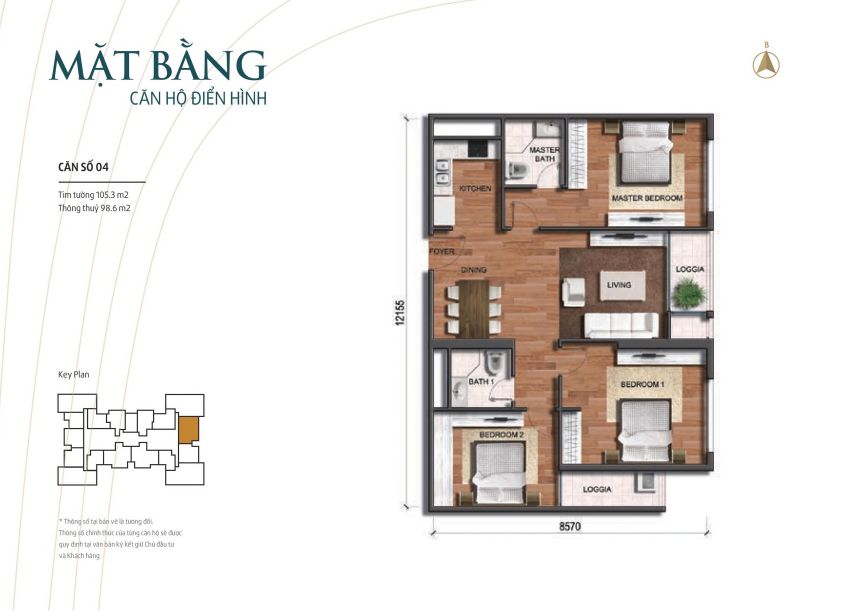 MẶT BẰNG
CĂN HỘ ĐIỂN HÌNH
B
CĂN SỐ 04
Tim tường 105.3 m2
Thông thuỷ 98.6 m2
MASTER
BATH
KITCHEN
MASTER BEDROOM
FOYER
DINING
LIVING
LOGGIA
12155
BATH 1
BEDROOM 1
BEDROOM 2
LOGGIA
8570
Key Plan
* Thông số tại bản vẽ là tương đối.
Thông số chính thức của từng căn hộ sẽ được
quy định tại văn bản ký kết giữ Chủ đầu tư
và Khách hàng